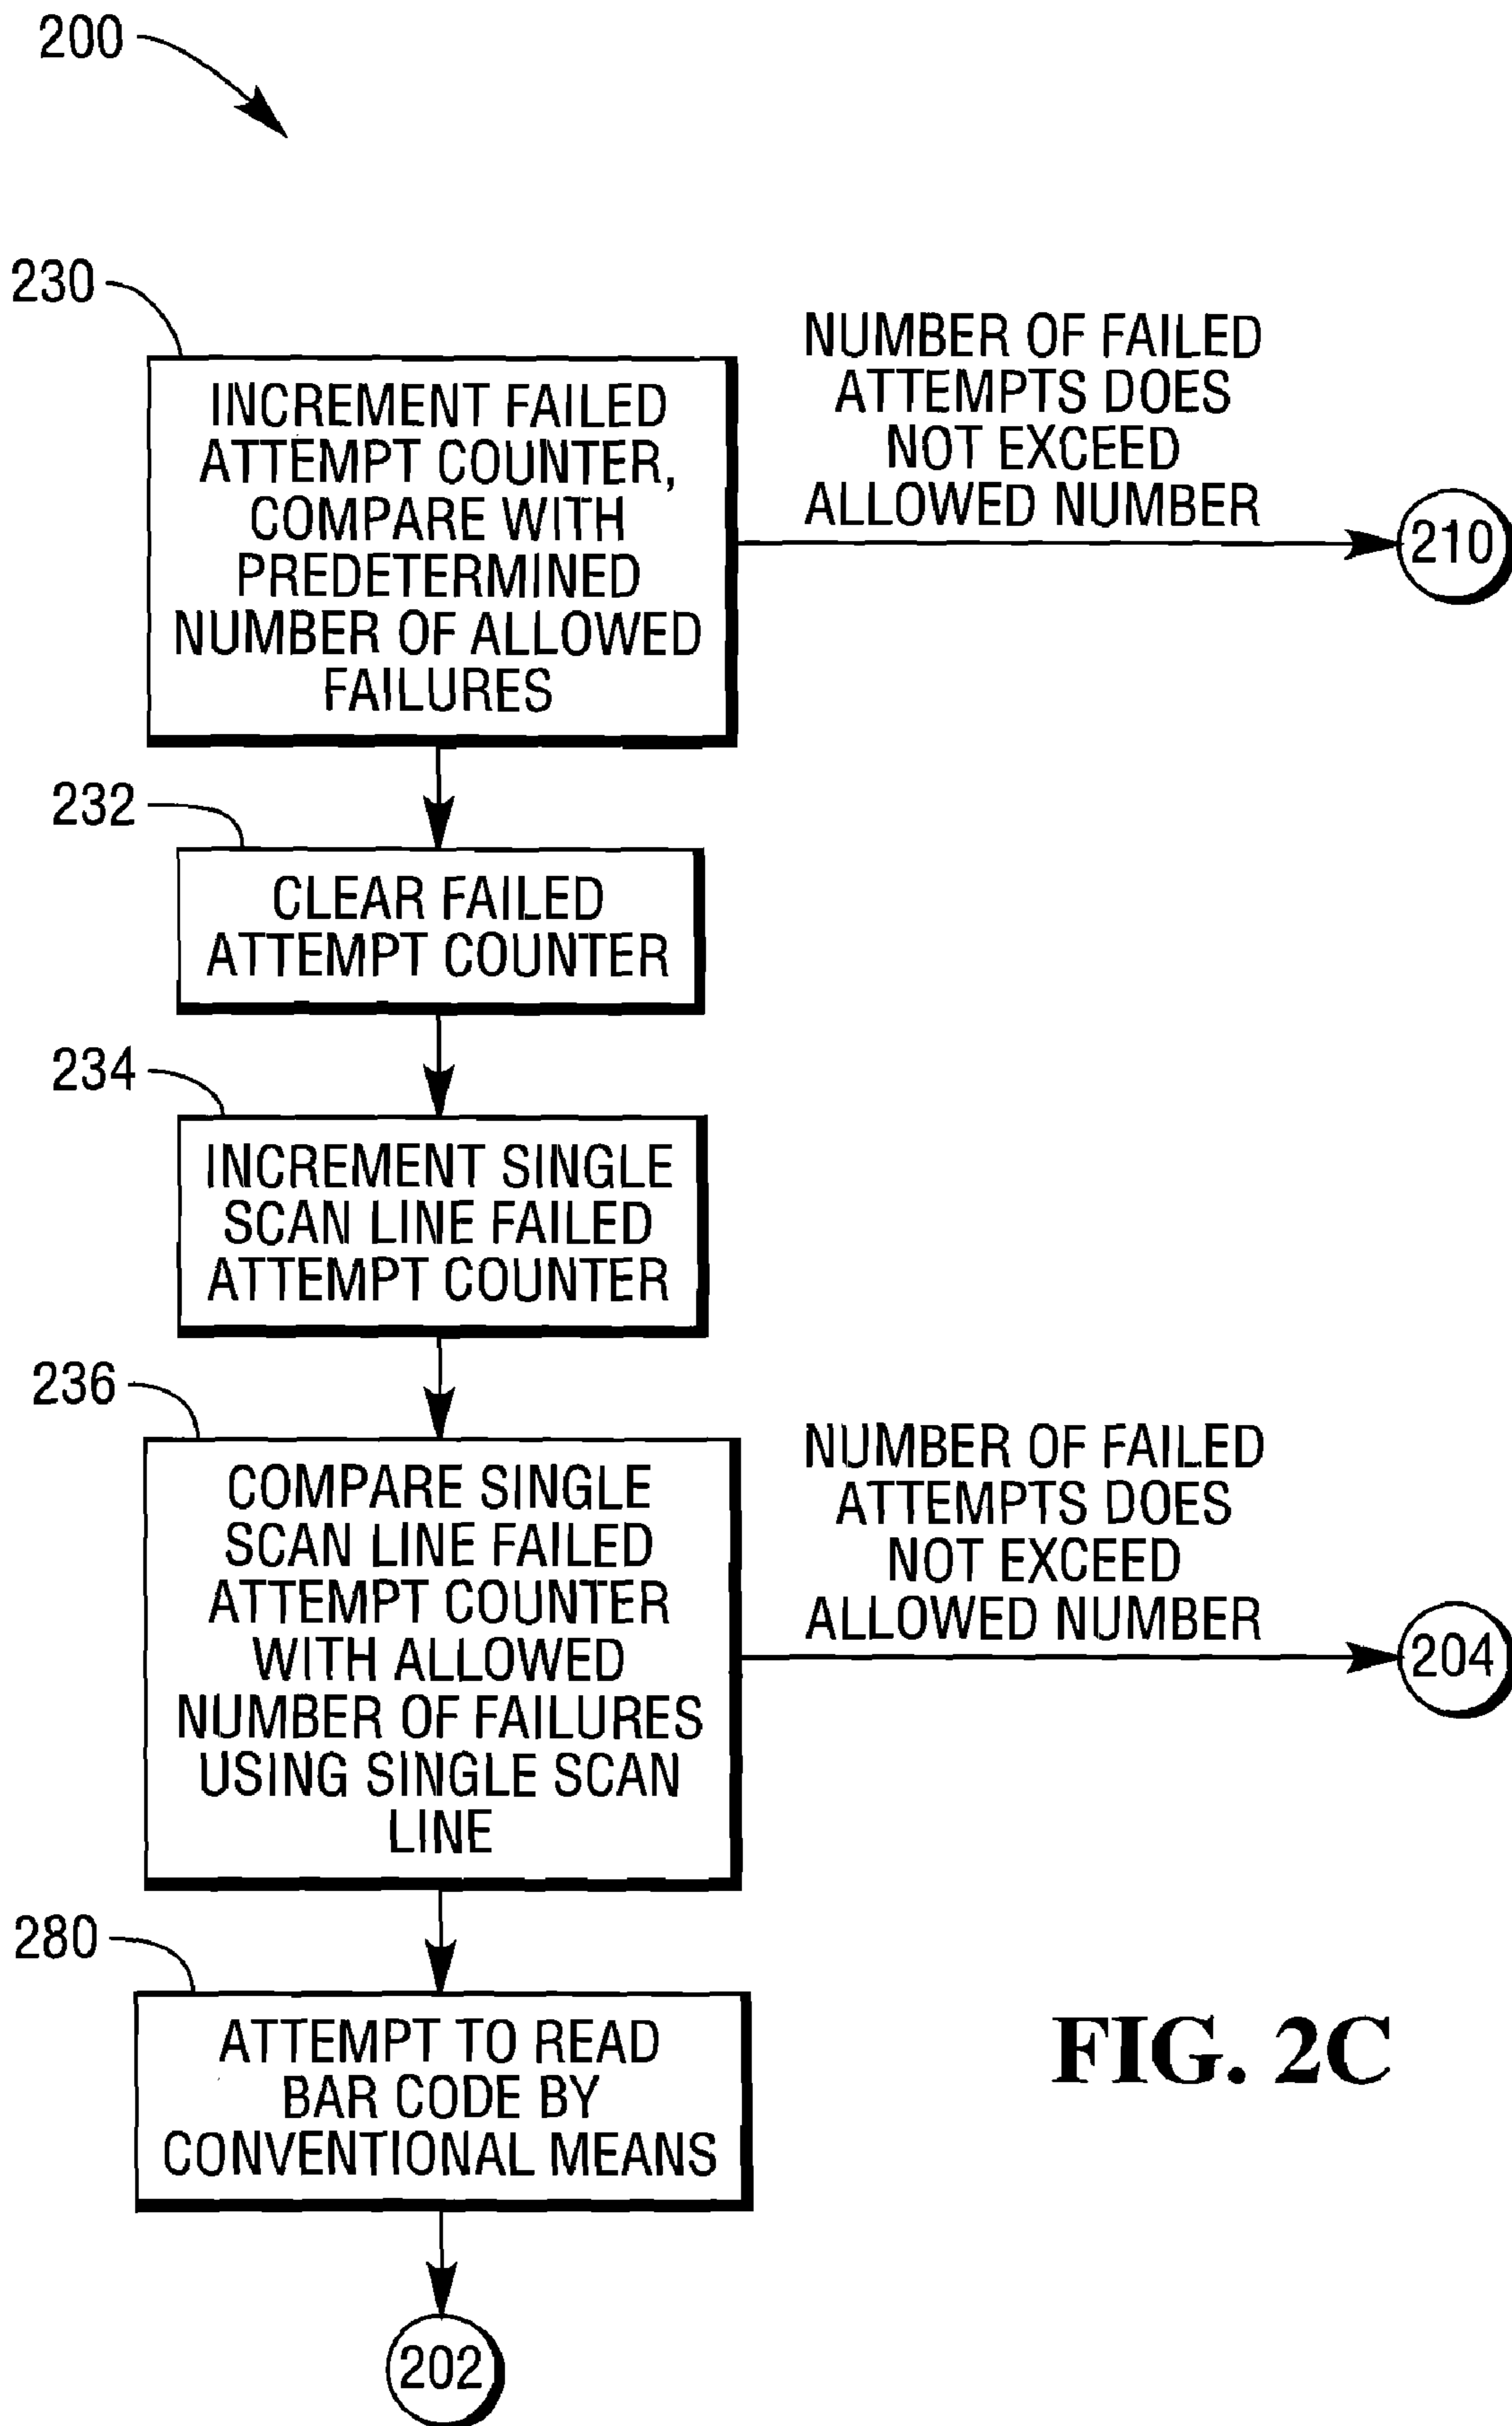 200
230
INCREMENT FAILED
ATTEMPT COUNTER,
COMPARE WITH
PREDETERMINED
NUMBER OF ALLOWED
FAILURES
NUMBER OF FAILED
ATTEMPTS DOES
NOT EXCEED
ALLOWED NUMBER
210
232
CLEAR FAILED
ATTEMPT COUNTER
234
INCREMENT SINGLE
SCAN LINE FAILED
ATTEMPT COUNTER
236
COMPARE SINGLE
SCAN LINE FAILED
ATTEMPT COUNTER
WITH ALLOWED
NUMBER OF FAILURES
USING SINGLE SCAN
LINE
NUMBER OF FAILED
ATTEMPTS DOES
NOT EXCEED
ALLOWED NUMBER
204
280
ATTEMPT TO READ
BAR CODE BY
CONVENTIONAL MEANS
202
FIG. 2C